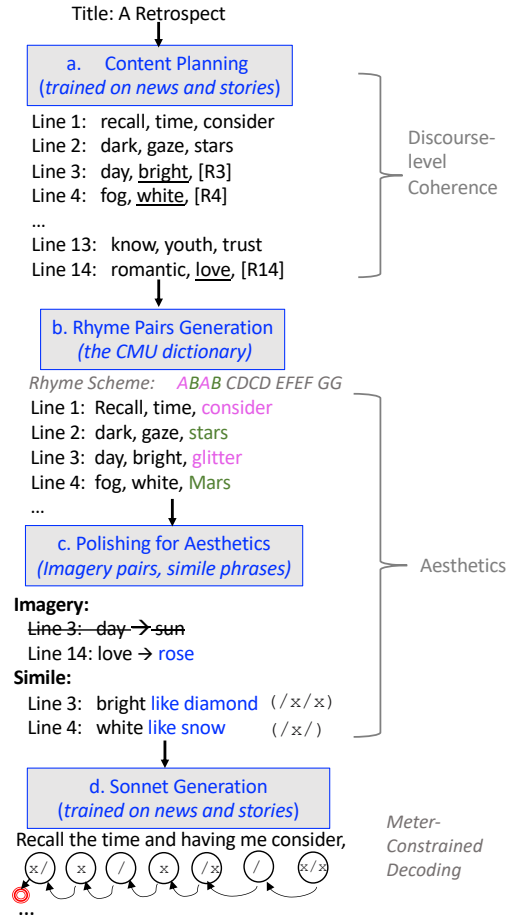 Title: A Retrospect
a. Content Planning
(trained on news and stories)
Line 1: recall, time, consider
Line 2: dark, gaze, stars
Line 3: day, bright, [R3]
Line 4: fog, white, [R4]
...
Line 13: know, youth, trust
Line 14: romantic, love, [R14]
Discourse-
level
Coherence
b. Rhyme Pairs Generation
(the CMU dictionary)
Rhyme Scheme: ABAB CDCD EFEF GG
Line 1: Recall, time, consider
Line 2: dark, gaze, stars
Line 3: day, bright, glitter
Line 4: fog, white, Mars
...
c. Polishing for Aesthetics
(Imagery pairs, simile phrases)
Aesthetics
Imagery:
Line 3: day → sun
Line 14: love → rose
Simile:
Line 3: bright like diamond (/x/x)
Line 4: white like snow (/x/)
d. Sonnet Generation
(trained on news and stories)
Recall the time and having me consider,
x/ x / x /x / x/x
...
Meter-
Constrained
Decoding